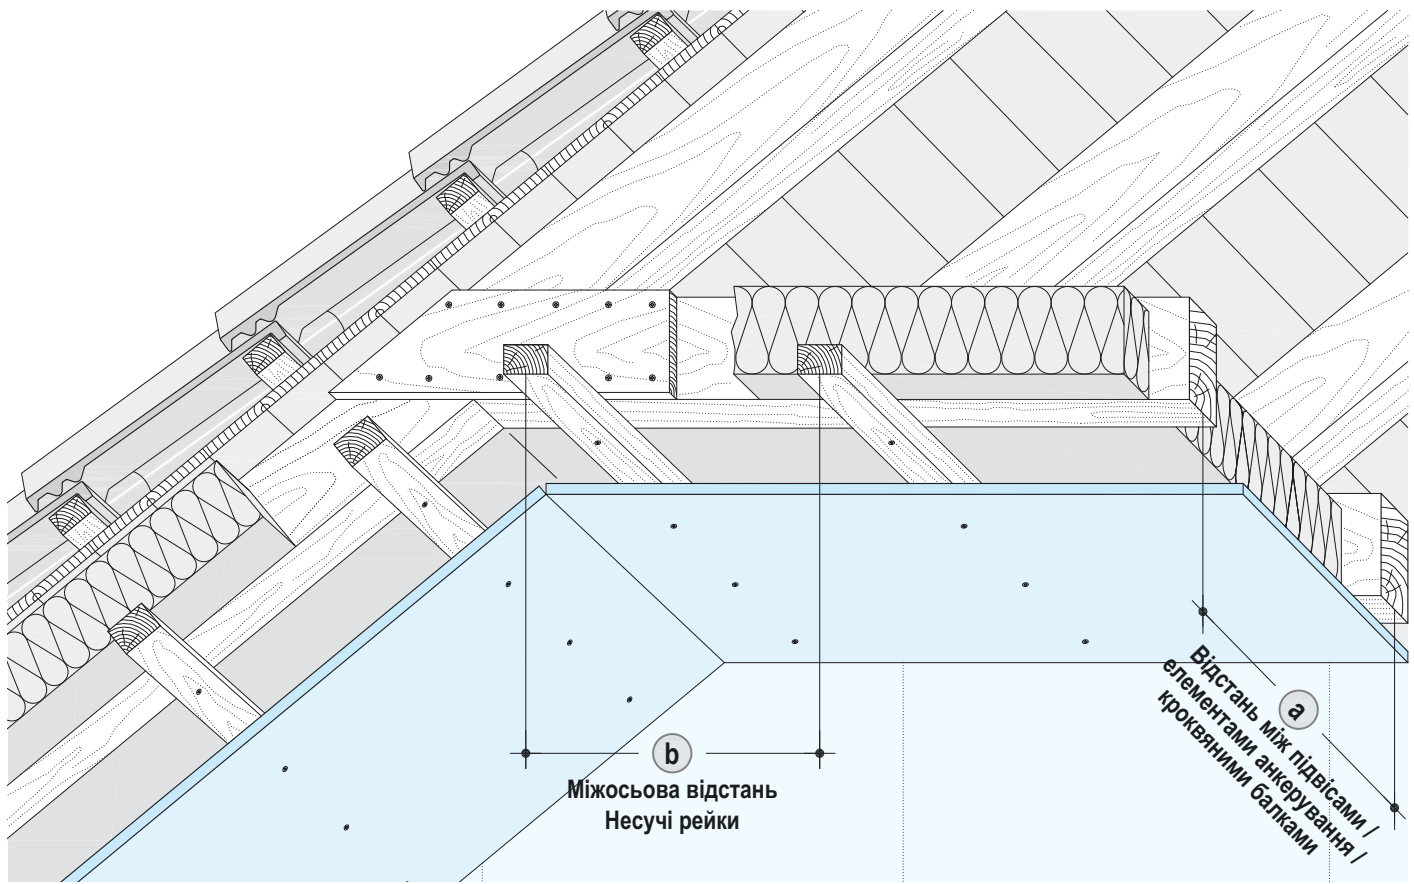 b
Міжосьова відстань
Несучі рейки
a
Відстань між підвісами /
елементами анкерування /
кроквяними балками